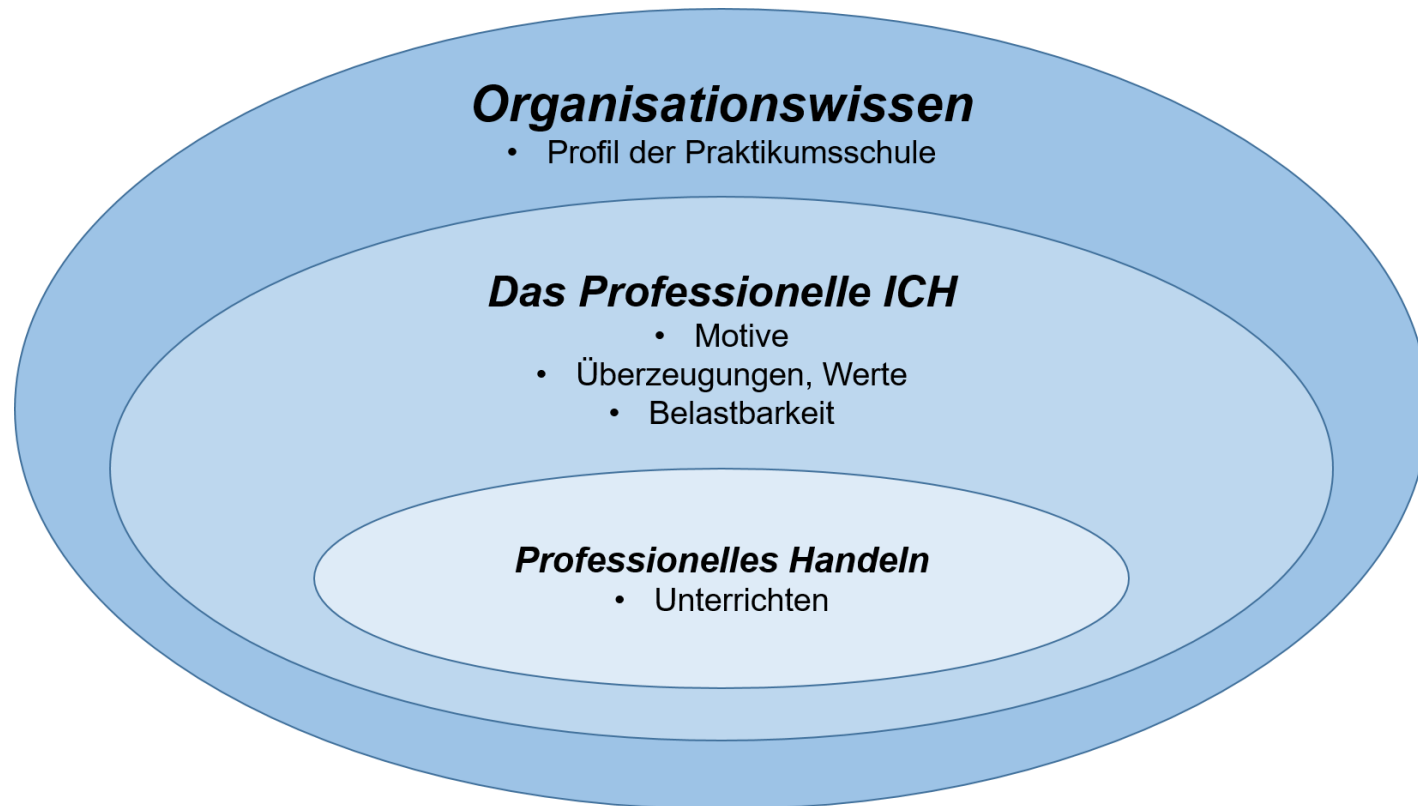 Organisationswissen
• Profil der Praktikumsschule
Das Professionelle ICH
• Motive
• Überzeugungen, Werte
• Belastbarkeit
Professionelles Handeln
• Unterrichten